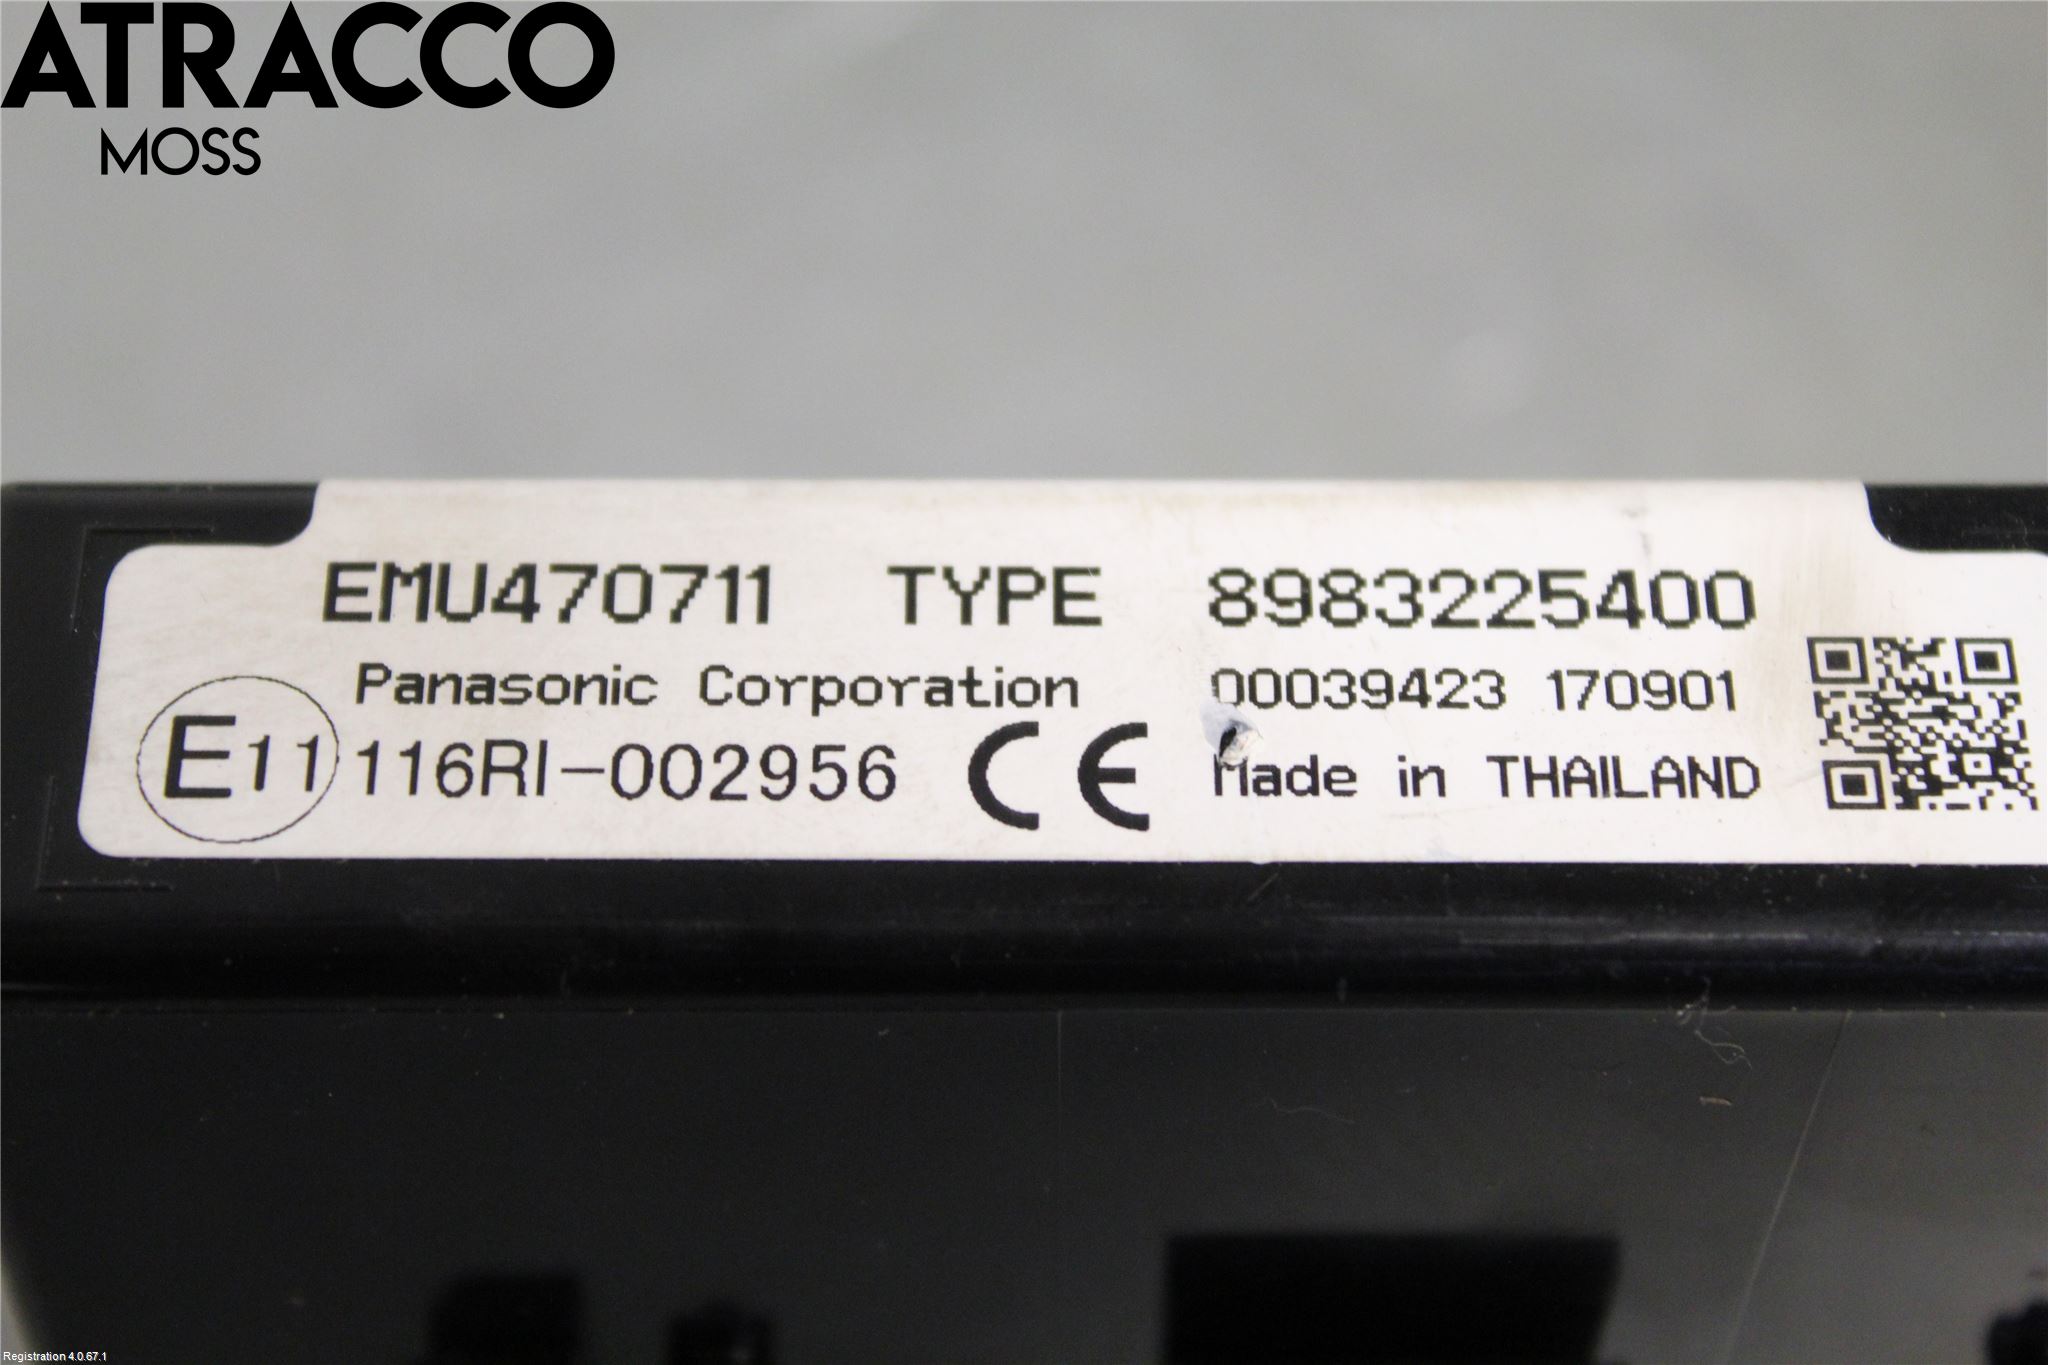 ATRACCO
MOSS
EMU470711 TYPE 8983225400
Panasonic Corporation 00039423 170901
E11 116RI-002956 CE Made in THAILAND
Registration 4.0.67.1